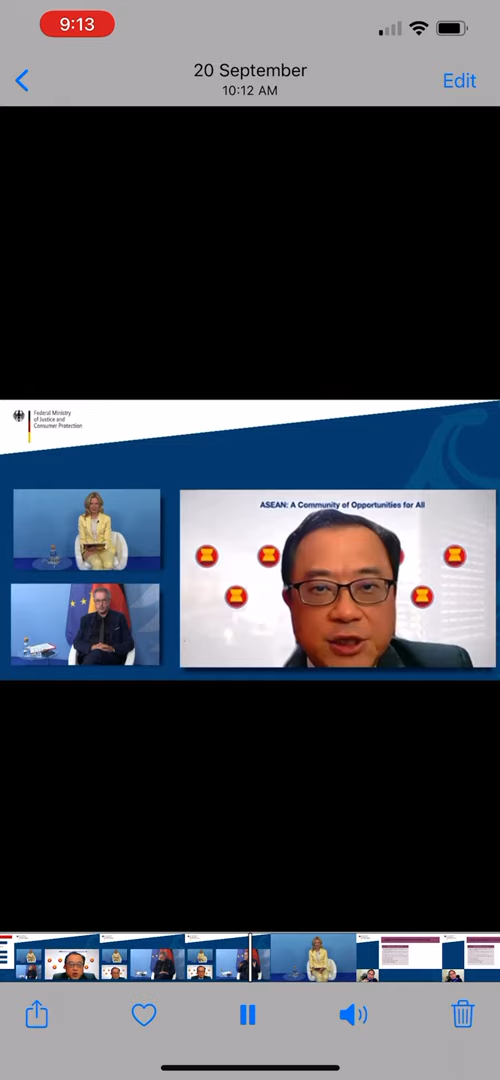 9:13
20 September
10:12 AM
Edit
Federal Ministry
of Justice and
Consumer Protection
ASEAN: A Community of Opportunities for All